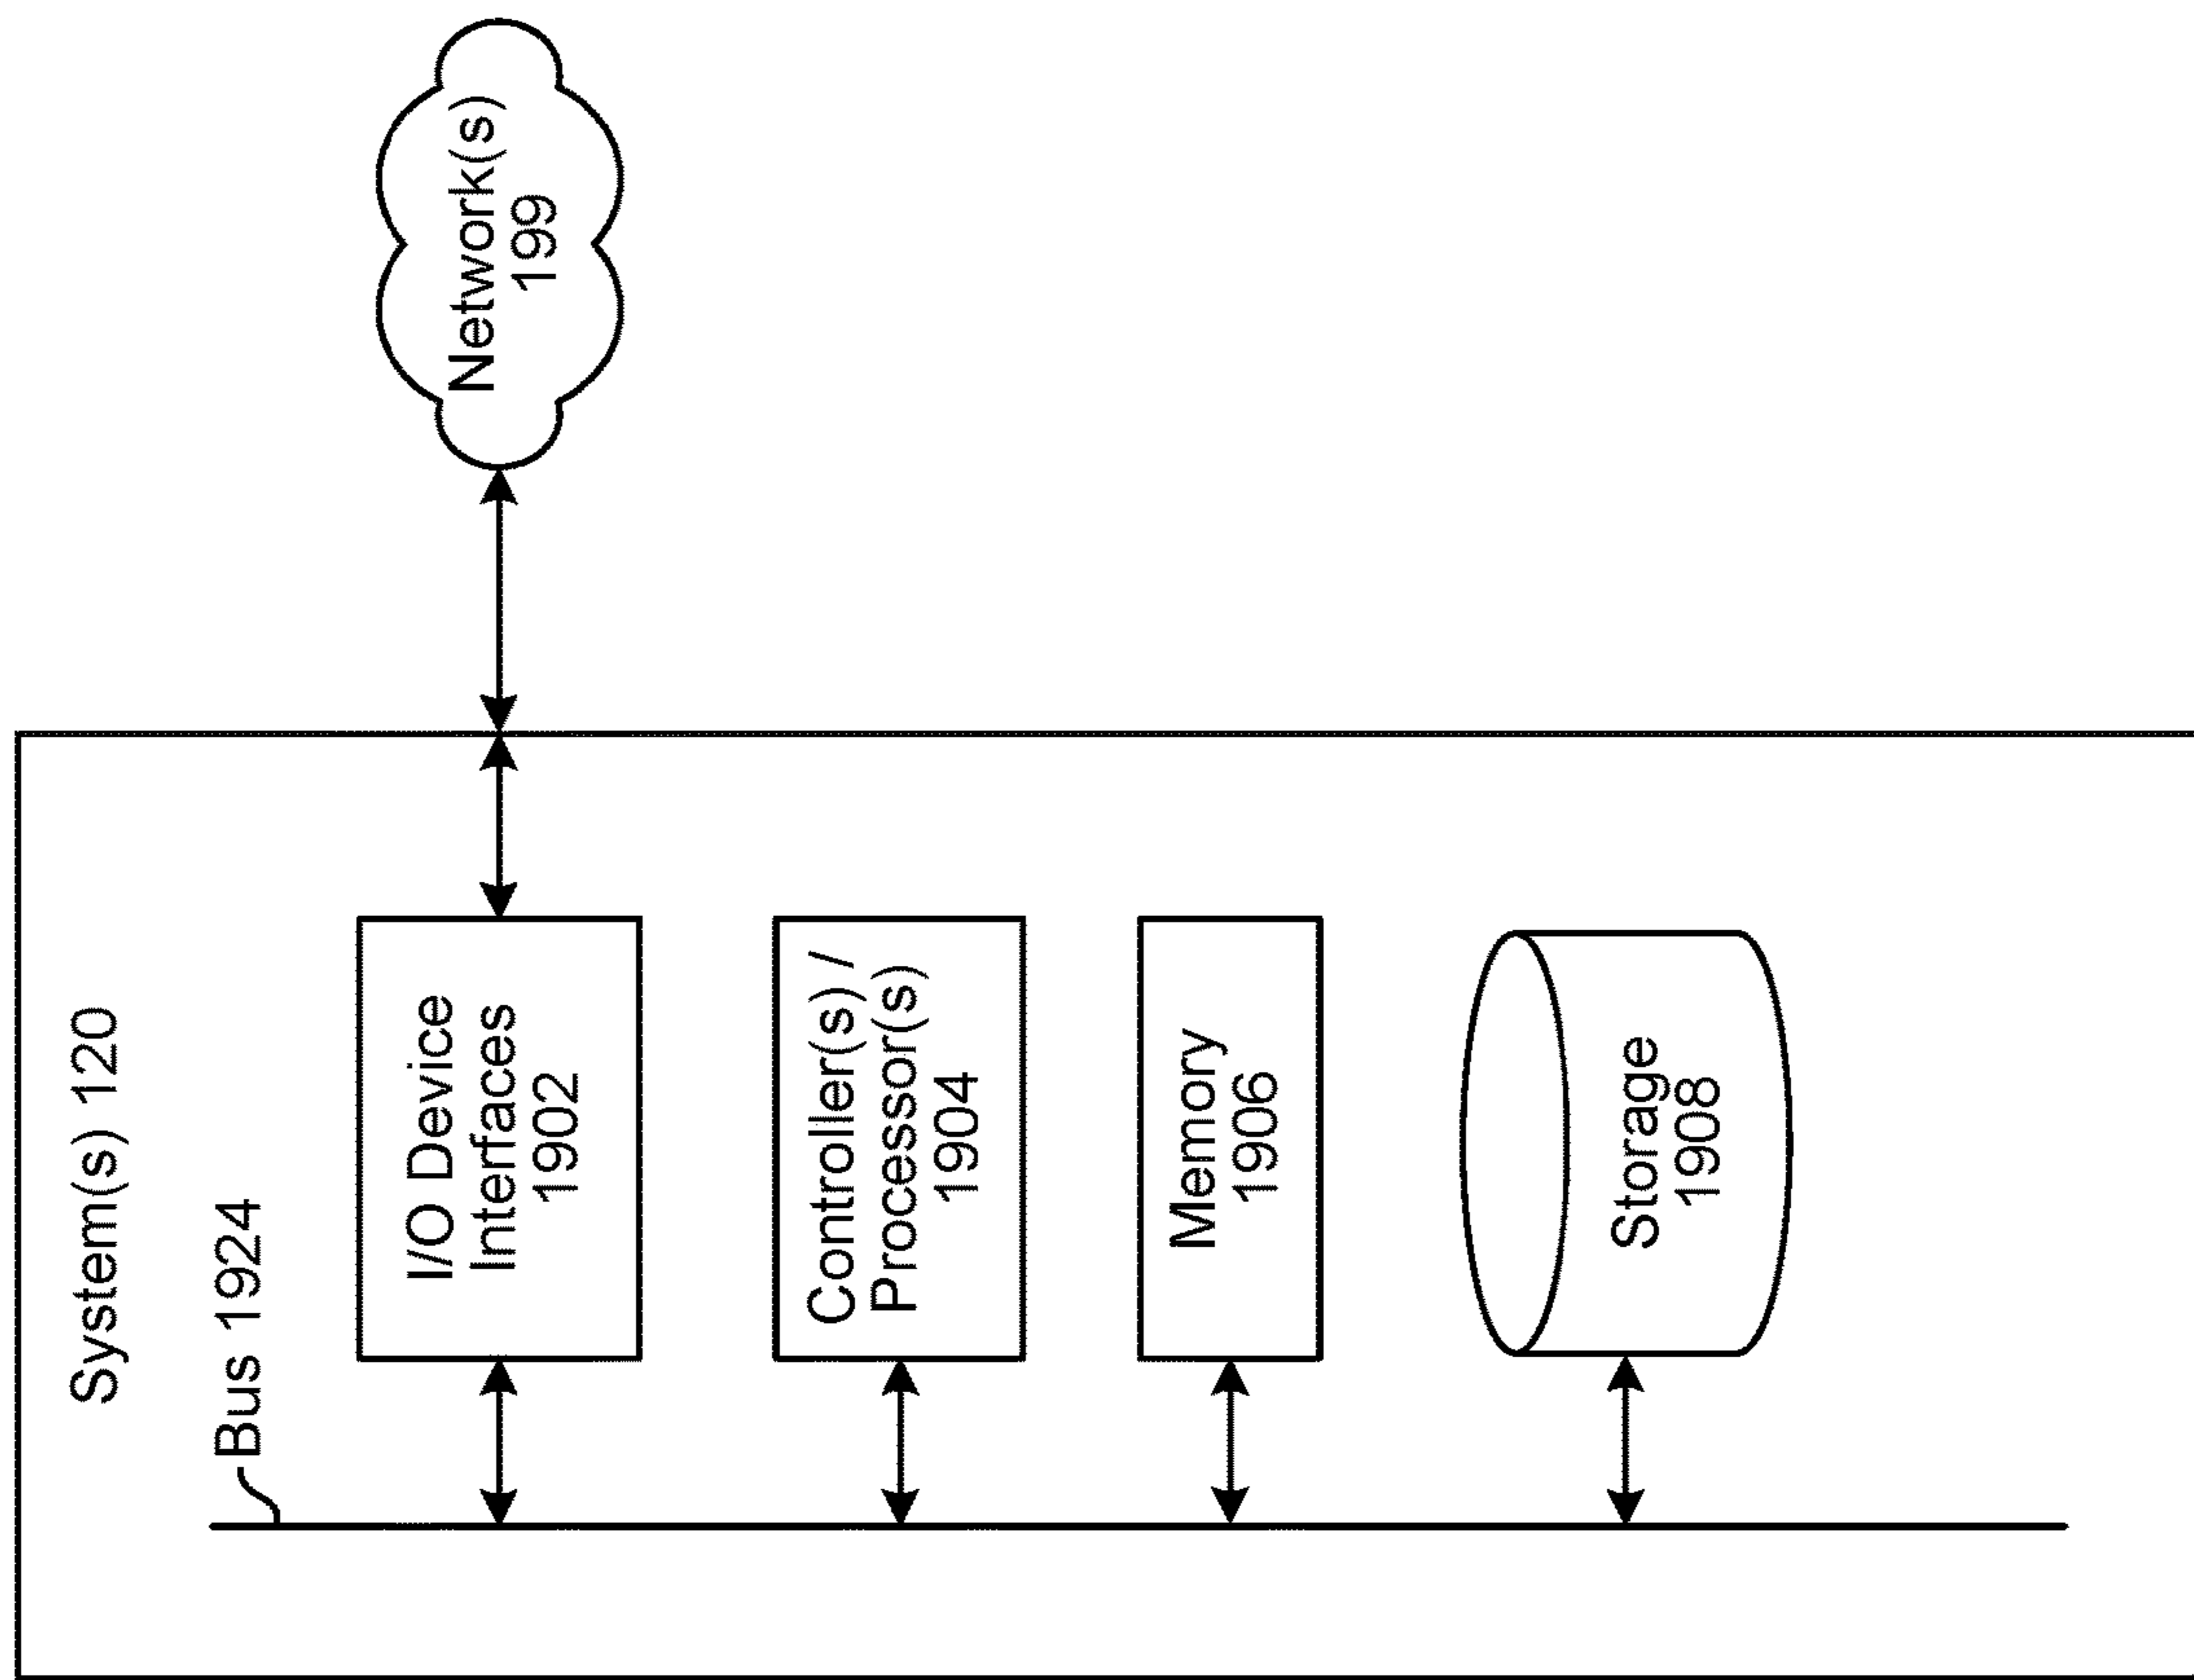 System(s) 120
Bus 1924
I/O Device
Interfaces
1902
Network(s)
199
Controller(s) /
Processor(s)
1904
Memory
1906
Storage
1908